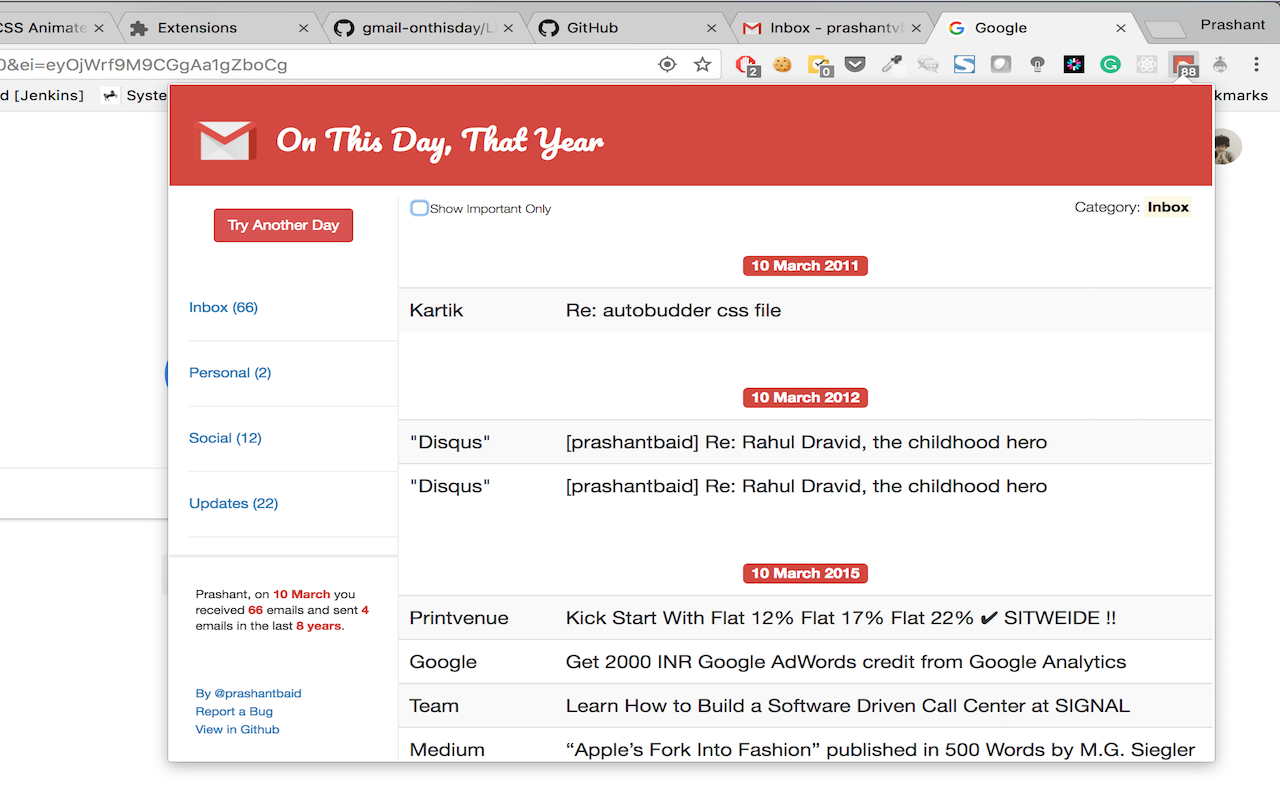 CSS Animate
Extensions
gmail-onthisday/LI
GitHub
Inbox - prashantvb
Google
Prashant
0&ei=eyOjWrf9M9CGgAa1gZboCg
2
0
88
d [Jenkins]
Syste
kmarks
On This Day, That Year
Try Another Day
Show Important Only
Category: Inbox
Inbox (66)
Personal (2)
Social (12)
Updates (22)
10 March 2011
Kartik Re: autobudder css file
10 March 2012
"Disqus" [prashantbaid] Re: Rahul Dravid, the childhood hero
"Disqus" [prashantbaid] Re: Rahul Dravid, the childhood hero
10 March 2015
Printvenue Kick Start With Flat 12% Flat 17% Flat 22% ✔ SITWEIDE !!
Google Get 2000 INR Google AdWords credit from Google Analytics
Team Learn How to Build a Software Driven Call Center at SIGNAL
Medium “Apple’s Fork Into Fashion” published in 500 Words by M.G. Siegler
Prashant, on 10 March you
received 66 emails and sent 4
emails in the last 8 years.
By @prashantbaid
Report a Bug
View in Github